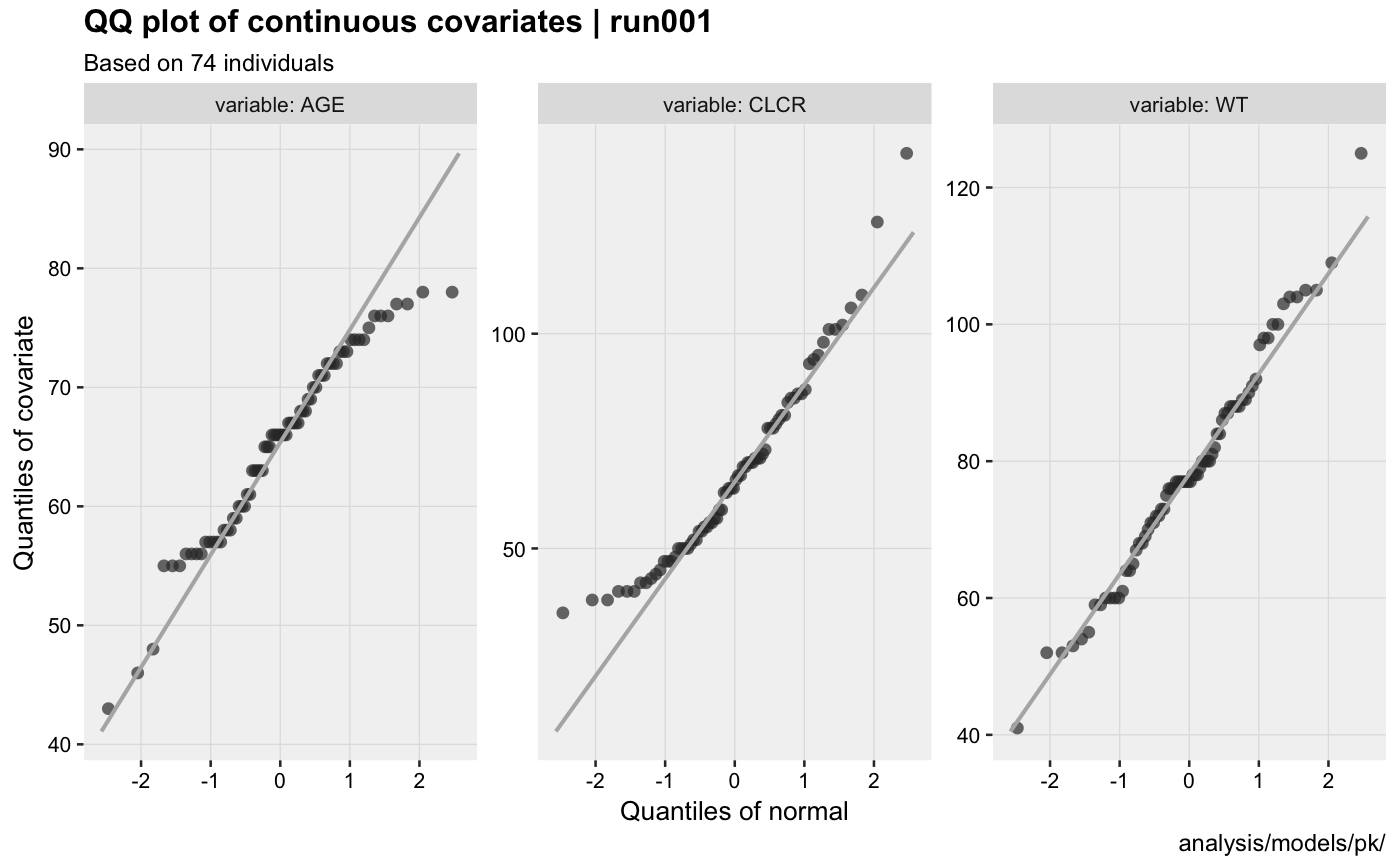 QQ plot of continuous covariates | run001
Based on 74 individuals
variable: AGE
variable: CLCR
variable: WT
Quantiles of covariate
90
80
70
60
50
40
100
50
120
100
80
60
40
-2 -1 0 1 2
-2 -1 0 1 2
-2 -1 0 1 2
Quantiles of normal
analysis/models/pk/